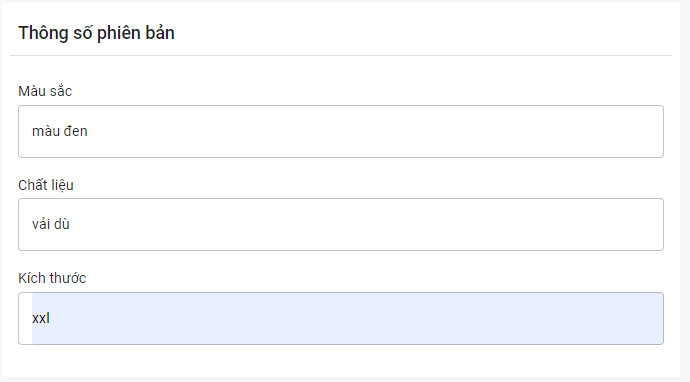 Thông số phiên bản
Màu sắc
màu đen
Chất liệu
vải dù
Kích thước
xxl